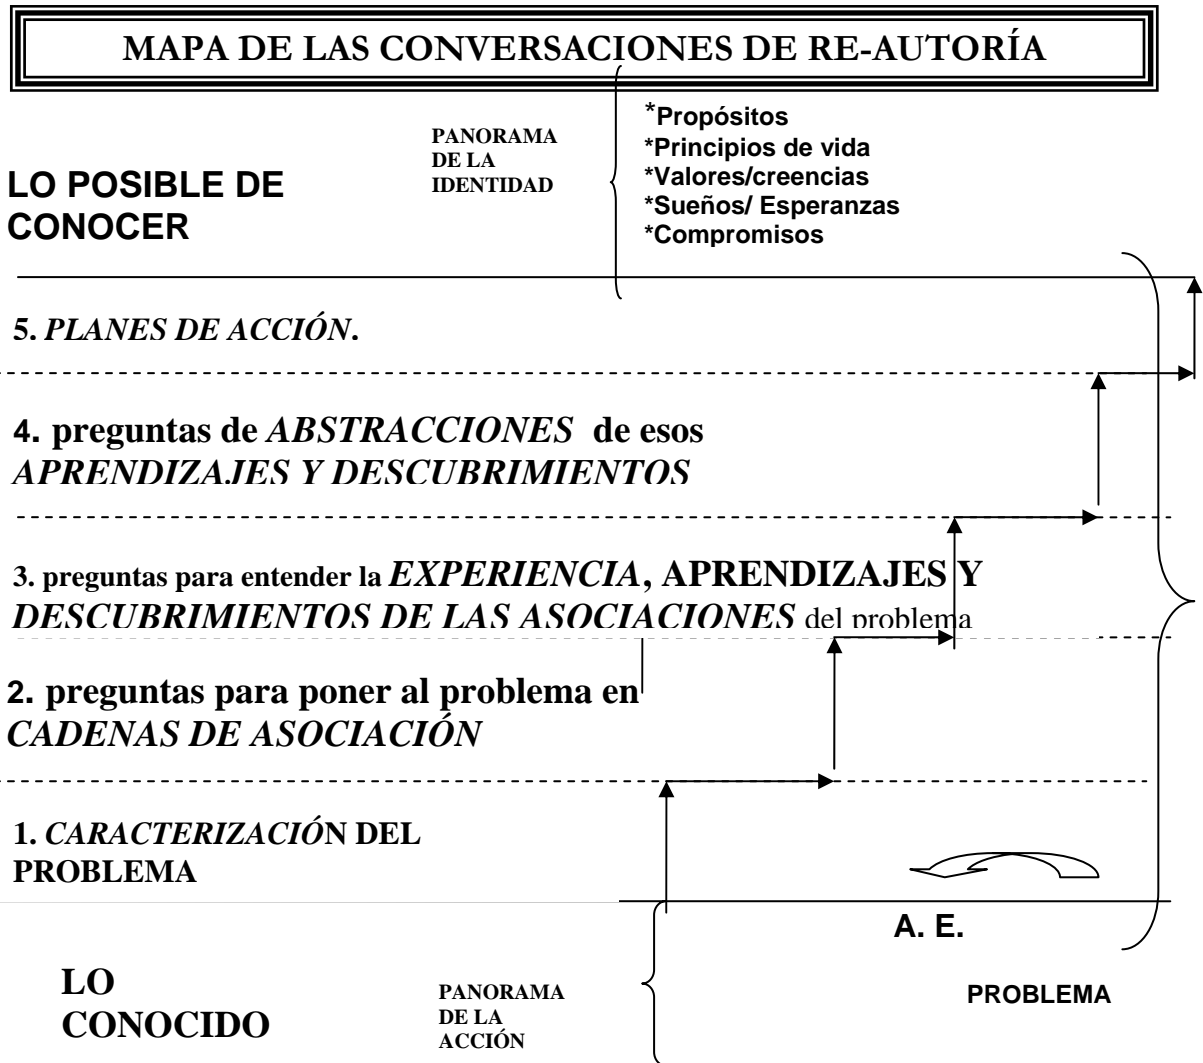 MAPA DE LAS CONVERSACIONES DE RE-AUTORÍA
LO POSIBLE DE
CONOCER
PANORAMA
DE LA
IDENTIDAD
*Propósitos
*Principios de vida
*Valores/creencias
*Sueños/ Esperanzas
*Compromisos
5. PLANES DE ACCIÓN.
4. preguntas de ABSTRACCIONES de esos
APRENDIZAJES Y DESCUBRIMIENTOS
3. preguntas para entender la EXPERIENCIA, APRENDIZAJES Y
DESCUBRIMIENTOS DE LAS ASOCIACIONES del problema
2. preguntas para poner al problema en
CADENAS DE ASOCIACIÓN
1. CARACTERIZACIÓN DEL
PROBLEMA
A. E.
LO
CONOCIDO
PANORAMA
DE LA
ACCIÓN
PROBLEMA